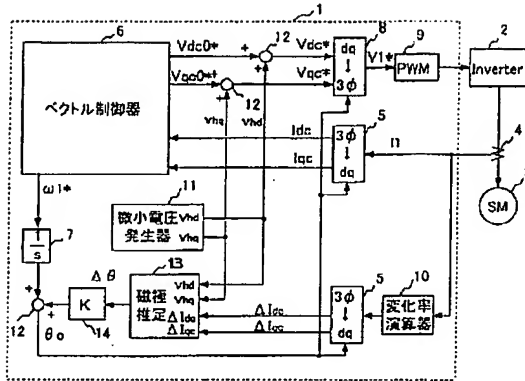 1
6
8
9
2
Vdc0*
12
Vdc*
dq
↓
3φ
V1*
PWM
Inverter
Vqc0*
12
Vqc*
ベクトル制御器
vhq
vhd
5
4
Idc
3φ
↓
dq
I1
Iqc
SM
ω1*
11
微小電圧
発生器
vhd
vhq
7
1
s
Δθ
13
vhd
vhq
磁極
推定
ΔIdc
ΔIqc
5
10
12
K
14
θo
ΔIdc
ΔIqc
3φ
↓
dq
変化率
演算器